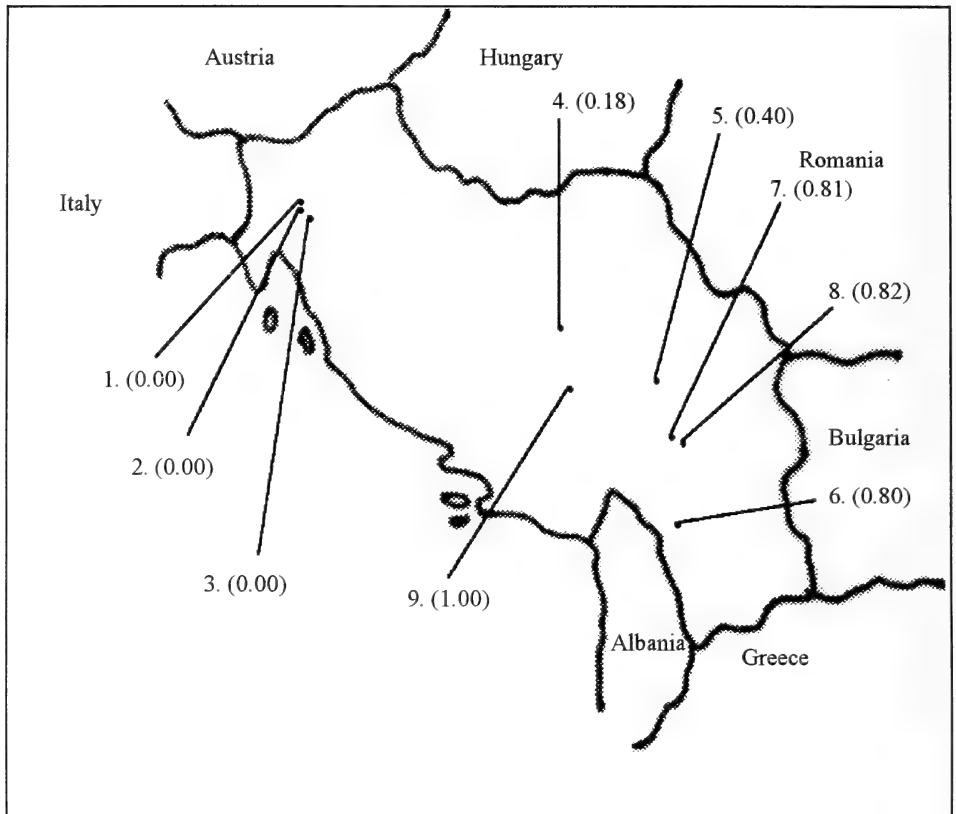 Austria
Hungary
4. (0.18)
5. (0.40)
Romania
7. (0.81)
Italy
8. (0.82)
1. (0.00)
Bulgaria
2. (0.00)
6. (0.80)
3. (0.00)
9. (1.00)
Albania
Greece